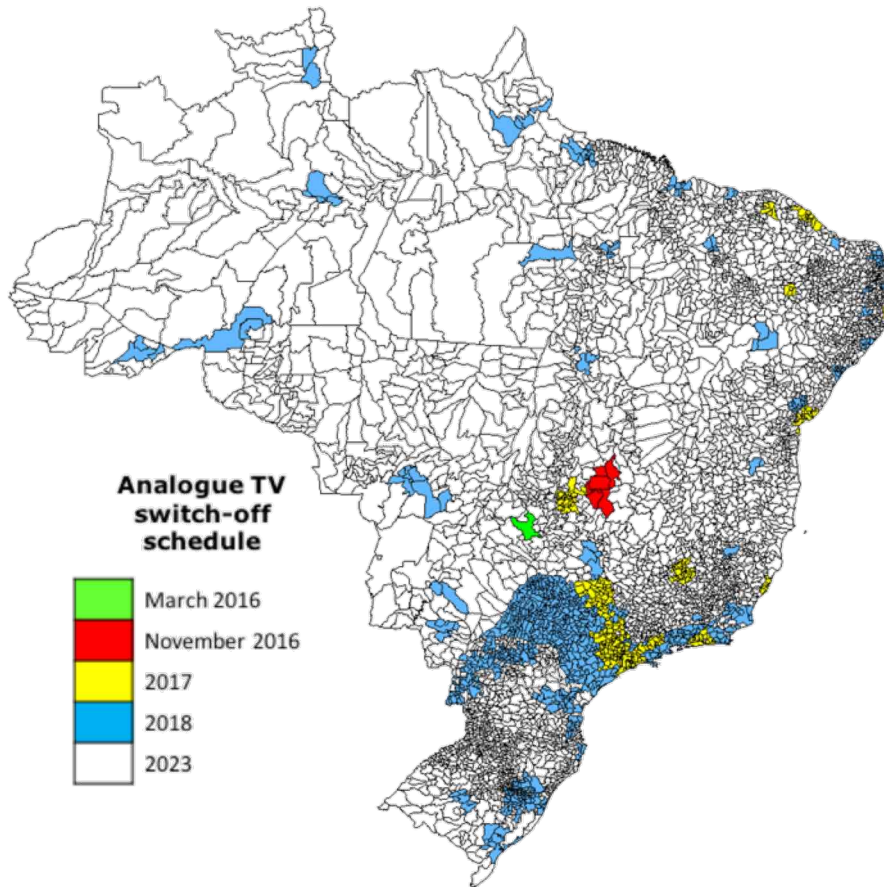 Analogue TV
switch-off
schedule
March 2016
November 2016
2017
2018
2023